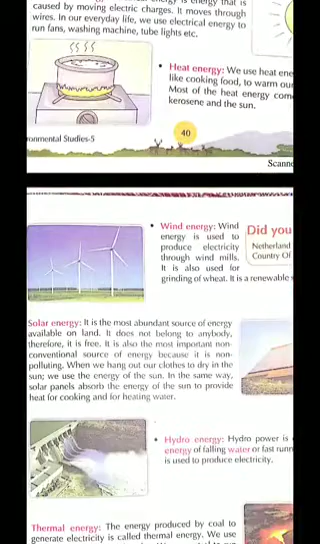 energy is energy that is
caused by moving electric charges. It moves through
wires. In our everyday life, we use electrical energy to
run fans, washing machine, tube lights etc.
• Heat energy: We use heat ene
like cooking food, to warm our
Most of the heat energy com
kerosene and the sun.
onmental Studies-5
40
Scanne
• Wind energy: Wind
energy is used to
produce electricity
through wind mills.
It is also used for
grinding of wheat. It is a renewable
Did you
Netherland
Country Of
Solar energy: It is the most abundant source of energy
available on land. It does not belong to anybody,
therefore, it is free. It is also the most important non-
conventional source of energy because it is non-
polluting. When we hang out our clothes to dry in the
sun; we use the energy of the sun. In the same way,
solar panels absorb the energy of the sun to provide
heat for cooking and for heating water.
• Hydro energy: Hydro power is
energy of falling water or fast runn
is used to produce electricity.
Thermal energy: The energy produced by coal to
generate electricity is called thermal energy. We use